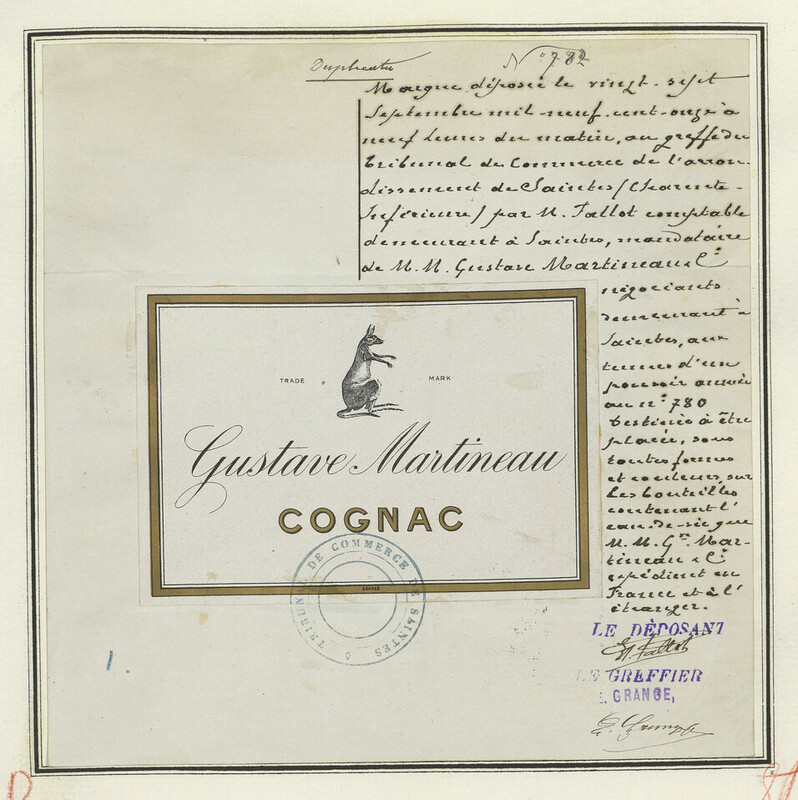 Duplicata
N° 782
Marque déposée le vingt-sept
Septembre mil-neuf-cent-onze à
neuf heures du matin, au greffe du
Tribunal de Commerce de l'arron-
dissement de Saintes (Charente-
Inférieure) par M. Tallot comptable
demeurant à Saintes, mandataire
de M.M. Gustave Martineau & Cie
négociants
demeurant à
Saintes, aux
termes d'un
pouvoir annexé
au n° 780
Destinée à être
placée, sous
toutes formes
et couleurs, sur
les bouteilles
contenant l'
eau-de-vie que
M.M. Gve Mar-
tineau & Cie
expédient en
France et à l'
étranger.
TRADE MARK
Gustave Martineau
COGNAC
DÉPOSÉ
TRIBUNAL DE COMMERCE DE SAINTES
LE DÉPOSANT
LE GREFFIER
E. GRANGE,